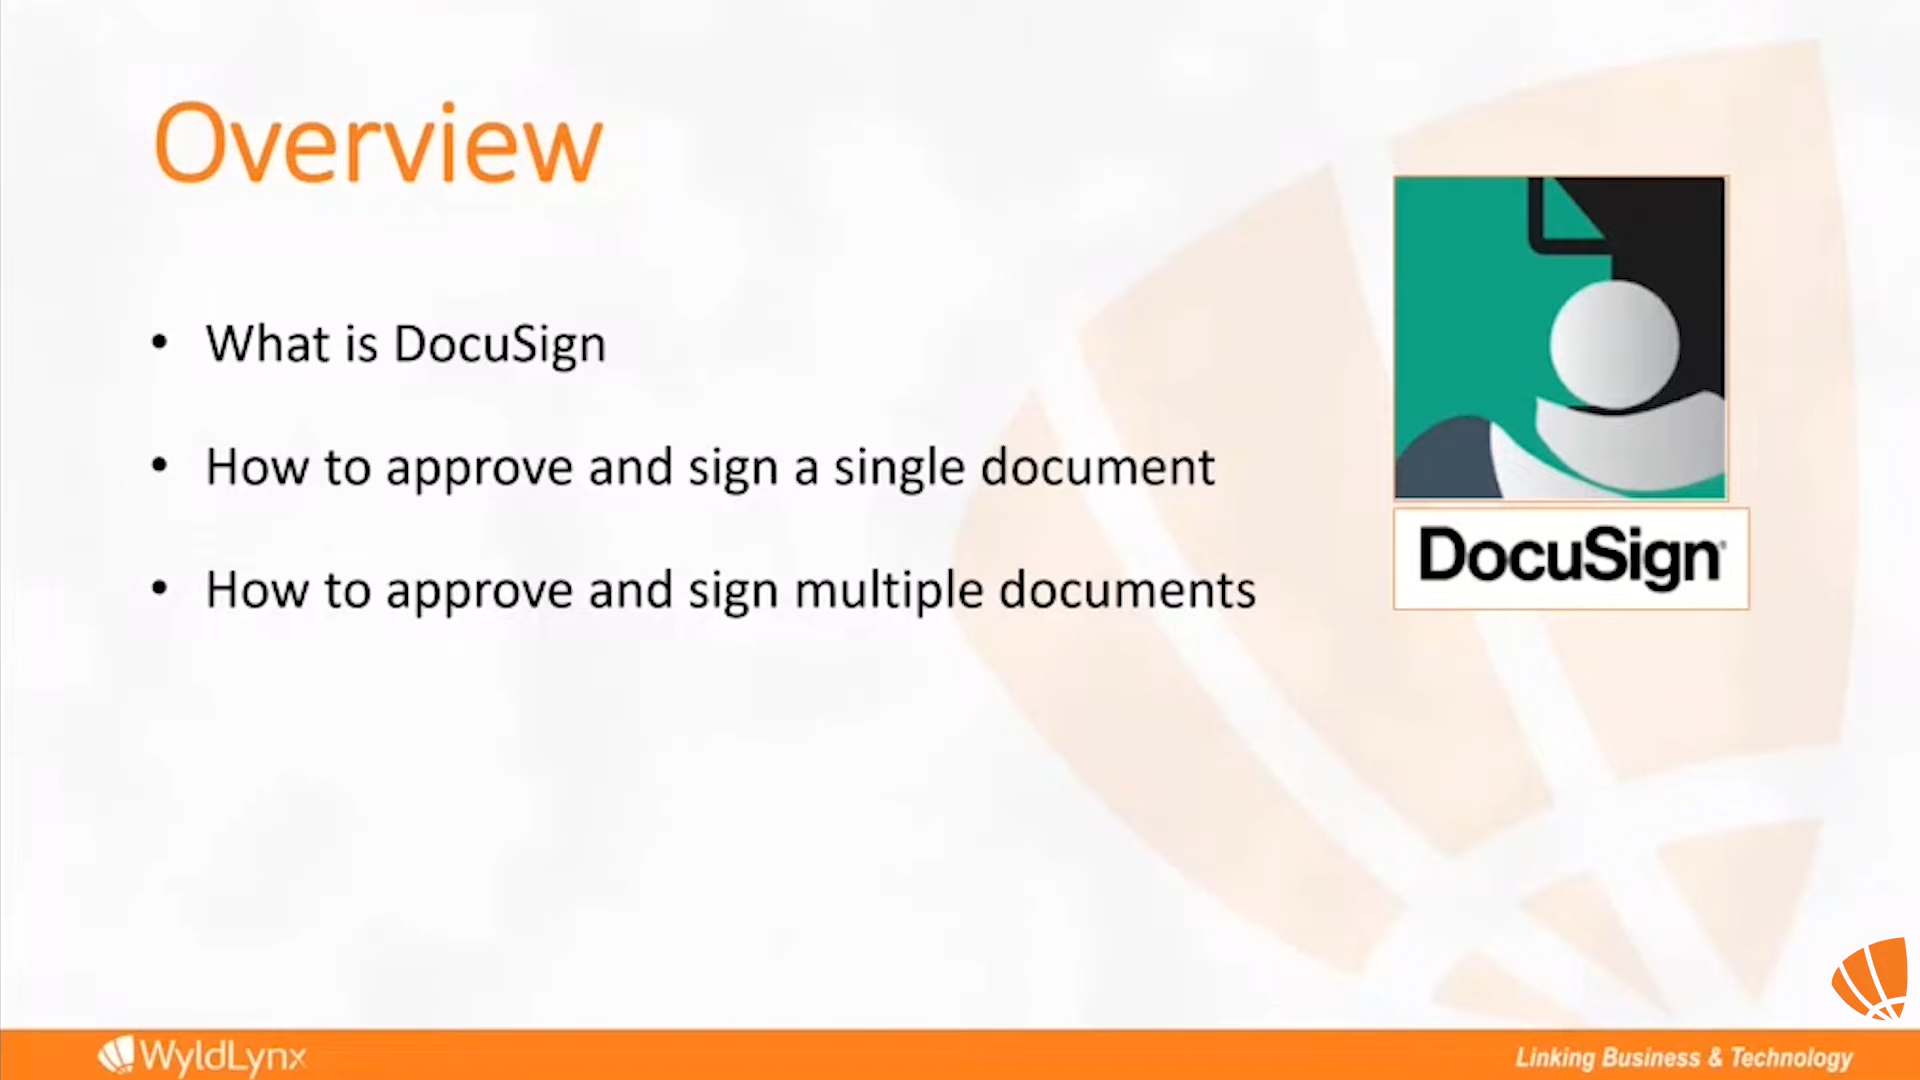 Overview
• What is DocuSign
• How to approve and sign a single document
• How to approve and sign multiple documents
DocuSign
WyldLynx
Linking Business & Technology